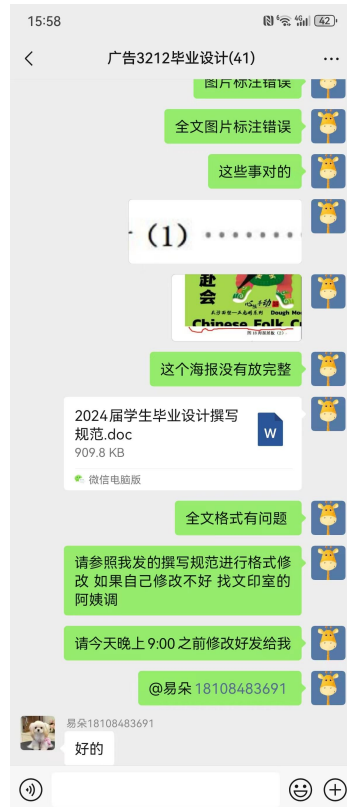 15:58
4G
42
广告3212毕业设计(41)
图片标注错误
全文图片标注错误
这些事对的
(1)
赴
会
Chinese Folk C
这个海报没有放完整
2024届学生毕业设计撰写
规范.doc
909.8 KB
W
微信电脑版
全文格式有问题
请参照我发的撰写规范进行格式修
改 如果自己修改不好 找文印室的
阿姨调
请今天晚上 9:00 之前修改好发给我
@易朵 18108483691
易朵18108483691
好的